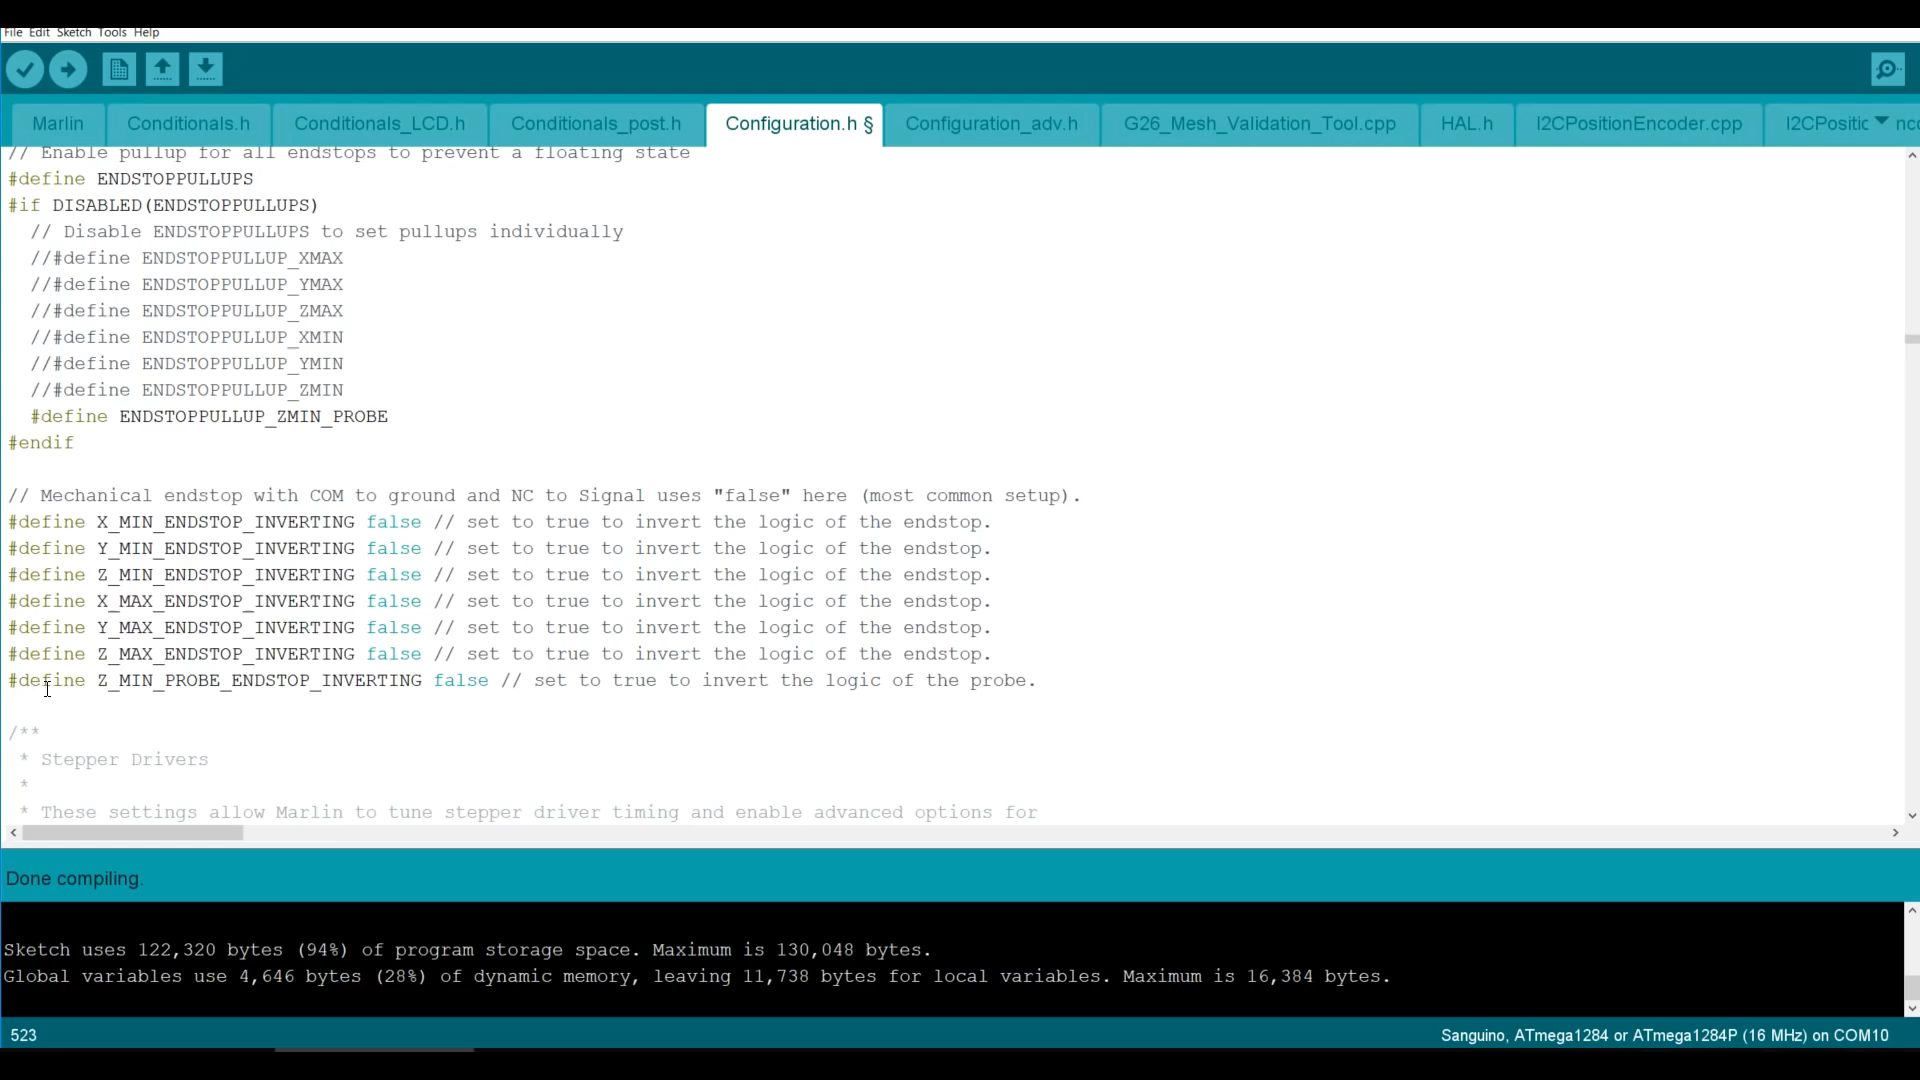 File Edit Sketch Tools Help
Marlin Conditionals.h Conditionals_LCD.h Conditionals_post.h Configuration.h § Configuration_adv.h G26_Mesh_Validation_Tool.cpp HAL.h I2CPositionEncoder.cpp I2CPositic nco
// Enable pullup for all endstops to prevent a floating state
#define ENDSTOPPULLUPS
#if DISABLED(ENDSTOPPULLUPS)
  // Disable ENDSTOPPULLUPS to set pullups individually
  //#define ENDSTOPPULLUP_XMAX
  //#define ENDSTOPPULLUP_YMAX
  //#define ENDSTOPPULLUP_ZMAX
  //#define ENDSTOPPULLUP_XMIN
  //#define ENDSTOPPULLUP_YMIN
  //#define ENDSTOPPULLUP_ZMIN
  #define ENDSTOPPULLUP_ZMIN_PROBE
#endif
// Mechanical endstop with COM to ground and NC to Signal uses "false" here (most common setup).
#define X_MIN_ENDSTOP_INVERTING false // set to true to invert the logic of the endstop.
#define Y_MIN_ENDSTOP_INVERTING false // set to true to invert the logic of the endstop.
#define Z_MIN_ENDSTOP_INVERTING false // set to true to invert the logic of the endstop.
#define X_MAX_ENDSTOP_INVERTING false // set to true to invert the logic of the endstop.
#define Y_MAX_ENDSTOP_INVERTING false // set to true to invert the logic of the endstop.
#define Z_MAX_ENDSTOP_INVERTING false // set to true to invert the logic of the endstop.
#define Z_MIN_PROBE_ENDSTOP_INVERTING false // set to true to invert the logic of the probe.
/**
 * Stepper Drivers
 *
 * These settings allow Marlin to tune stepper driver timing and enable advanced options for
Done compiling.
Sketch uses 122,320 bytes (94%) of program storage space. Maximum is 130,048 bytes.
Global variables use 4,646 bytes (28%) of dynamic memory, leaving 11,738 bytes for local variables. Maximum is 16,384 bytes.
523 Sanguino, ATmega1284 or ATmega1284P (16 MHz) on COM10